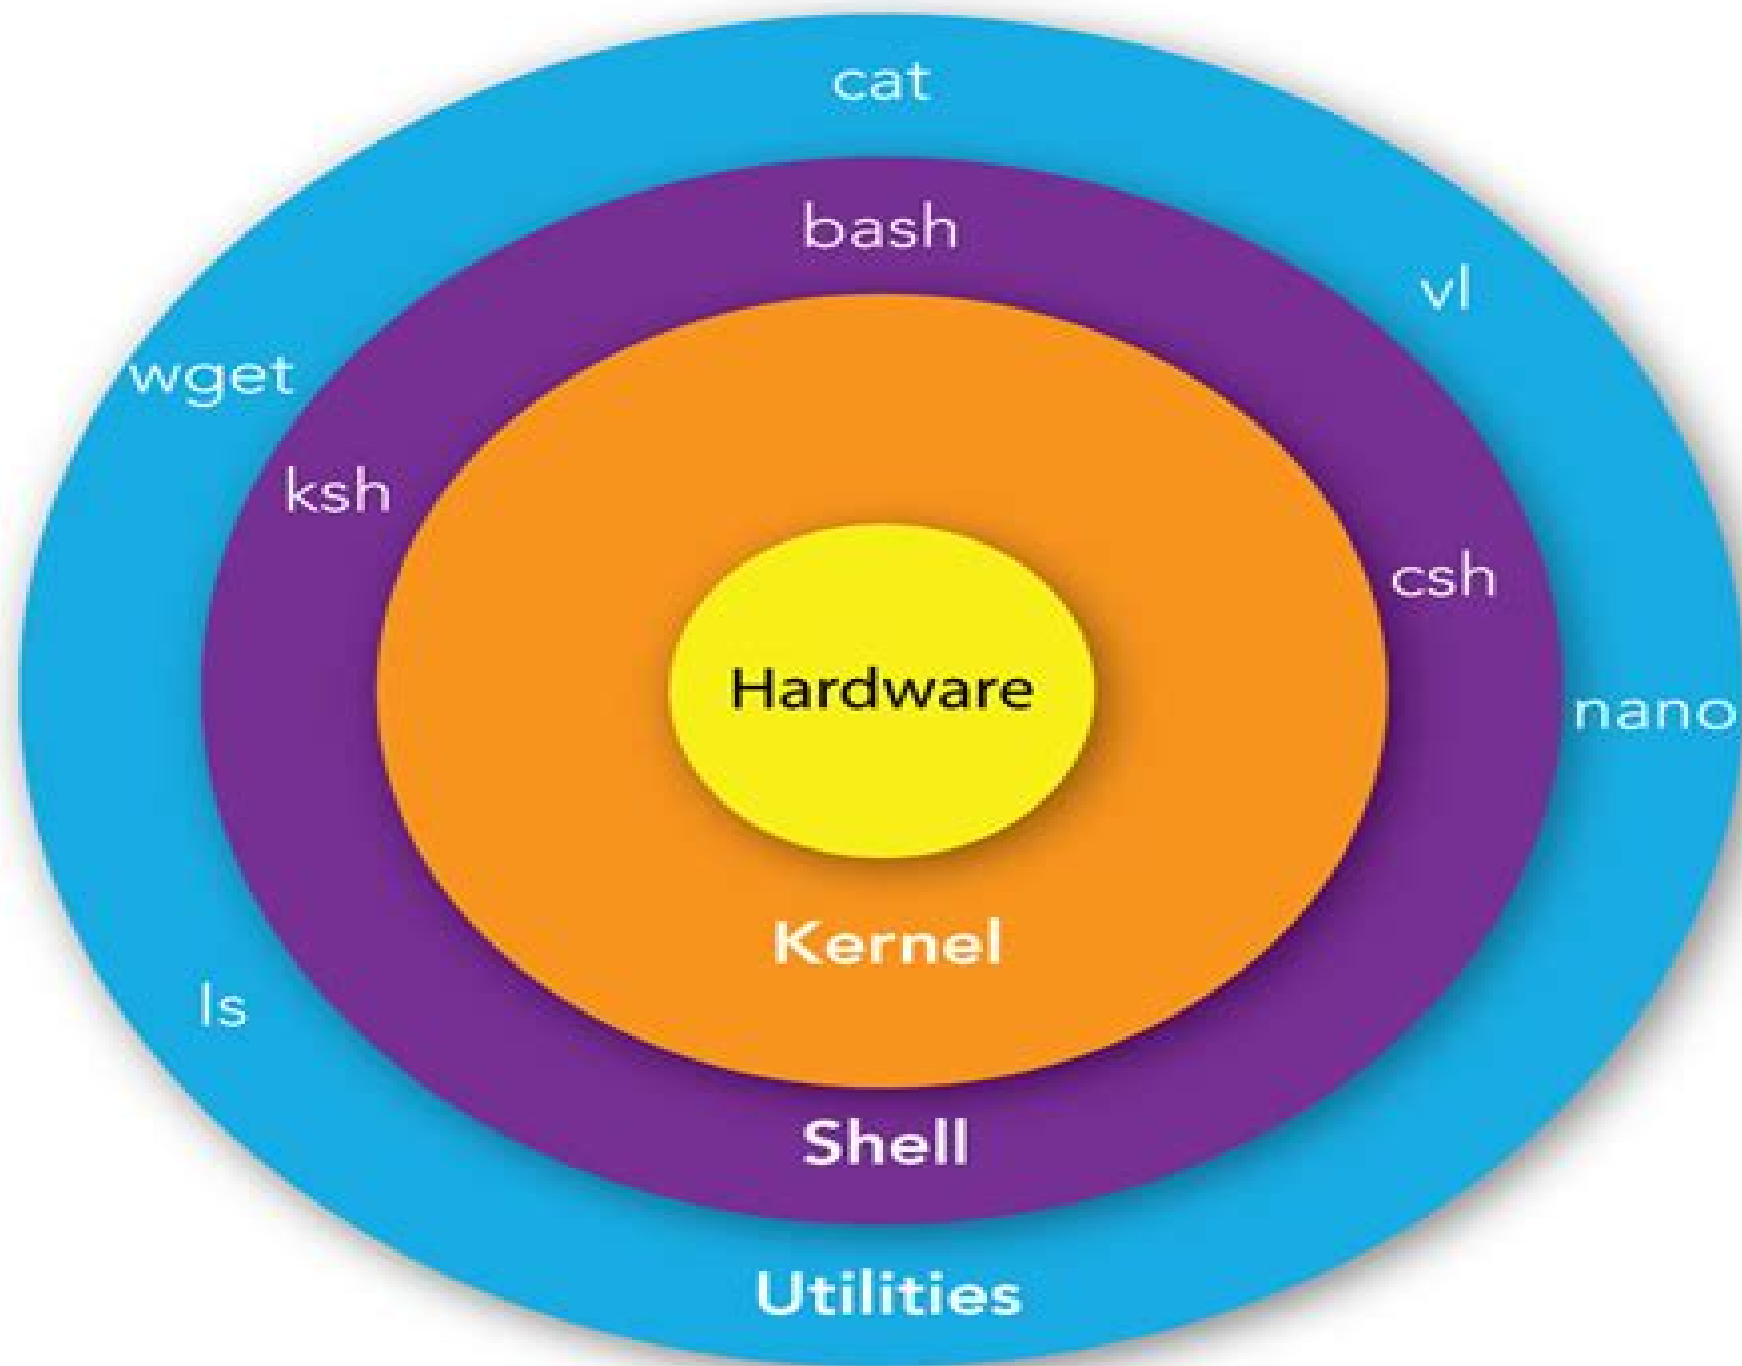 cat
bash
vl
wget
ksh
csh
Hardware
nano
Kernel
ls
Shell
Utilities